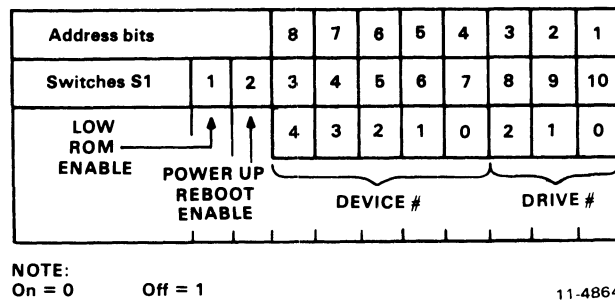 Address bits 8 7 6 5 4 3 2 1
Switches S1 1 2 3 4 5 6 7 8 9 10
4 3 2 1 0 2 1 0
LOW
ROM
ENABLE
POWER UP
REBOOT
ENABLE
DEVICE #
DRIVE #
NOTE:
On = 0 Off = 1
11-4864